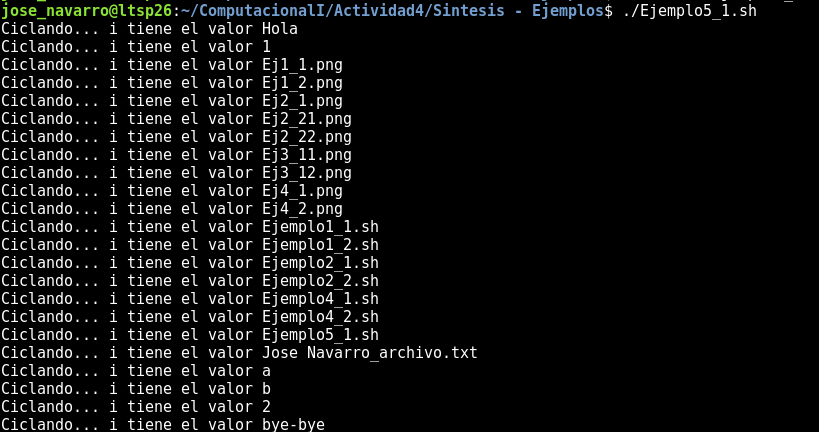 jose_navarro@ltsp26:~/ComputacionalI/Actividad4/Sintesis - Ejemplos$ ./Ejemplo5_1.sh
Ciclando... i tiene el valor Hola
Ciclando... i tiene el valor 1
Ciclando... i tiene el valor Ej1_1.png
Ciclando... i tiene el valor Ej1_2.png
Ciclando... i tiene el valor Ej2_1.png
Ciclando... i tiene el valor Ej2_21.png
Ciclando... i tiene el valor Ej2_22.png
Ciclando... i tiene el valor Ej3_11.png
Ciclando... i tiene el valor Ej3_12.png
Ciclando... i tiene el valor Ej4_1.png
Ciclando... i tiene el valor Ej4_2.png
Ciclando... i tiene el valor Ejemplo1_1.sh
Ciclando... i tiene el valor Ejemplo1_2.sh
Ciclando... i tiene el valor Ejemplo2_1.sh
Ciclando... i tiene el valor Ejemplo2_2.sh
Ciclando... i tiene el valor Ejemplo4_1.sh
Ciclando... i tiene el valor Ejemplo4_2.sh
Ciclando... i tiene el valor Ejemplo5_1.sh
Ciclando... i tiene el valor Jose Navarro_archivo.txt
Ciclando... i tiene el valor a
Ciclando... i tiene el valor b
Ciclando... i tiene el valor 2
Ciclando... i tiene el valor bye-bye